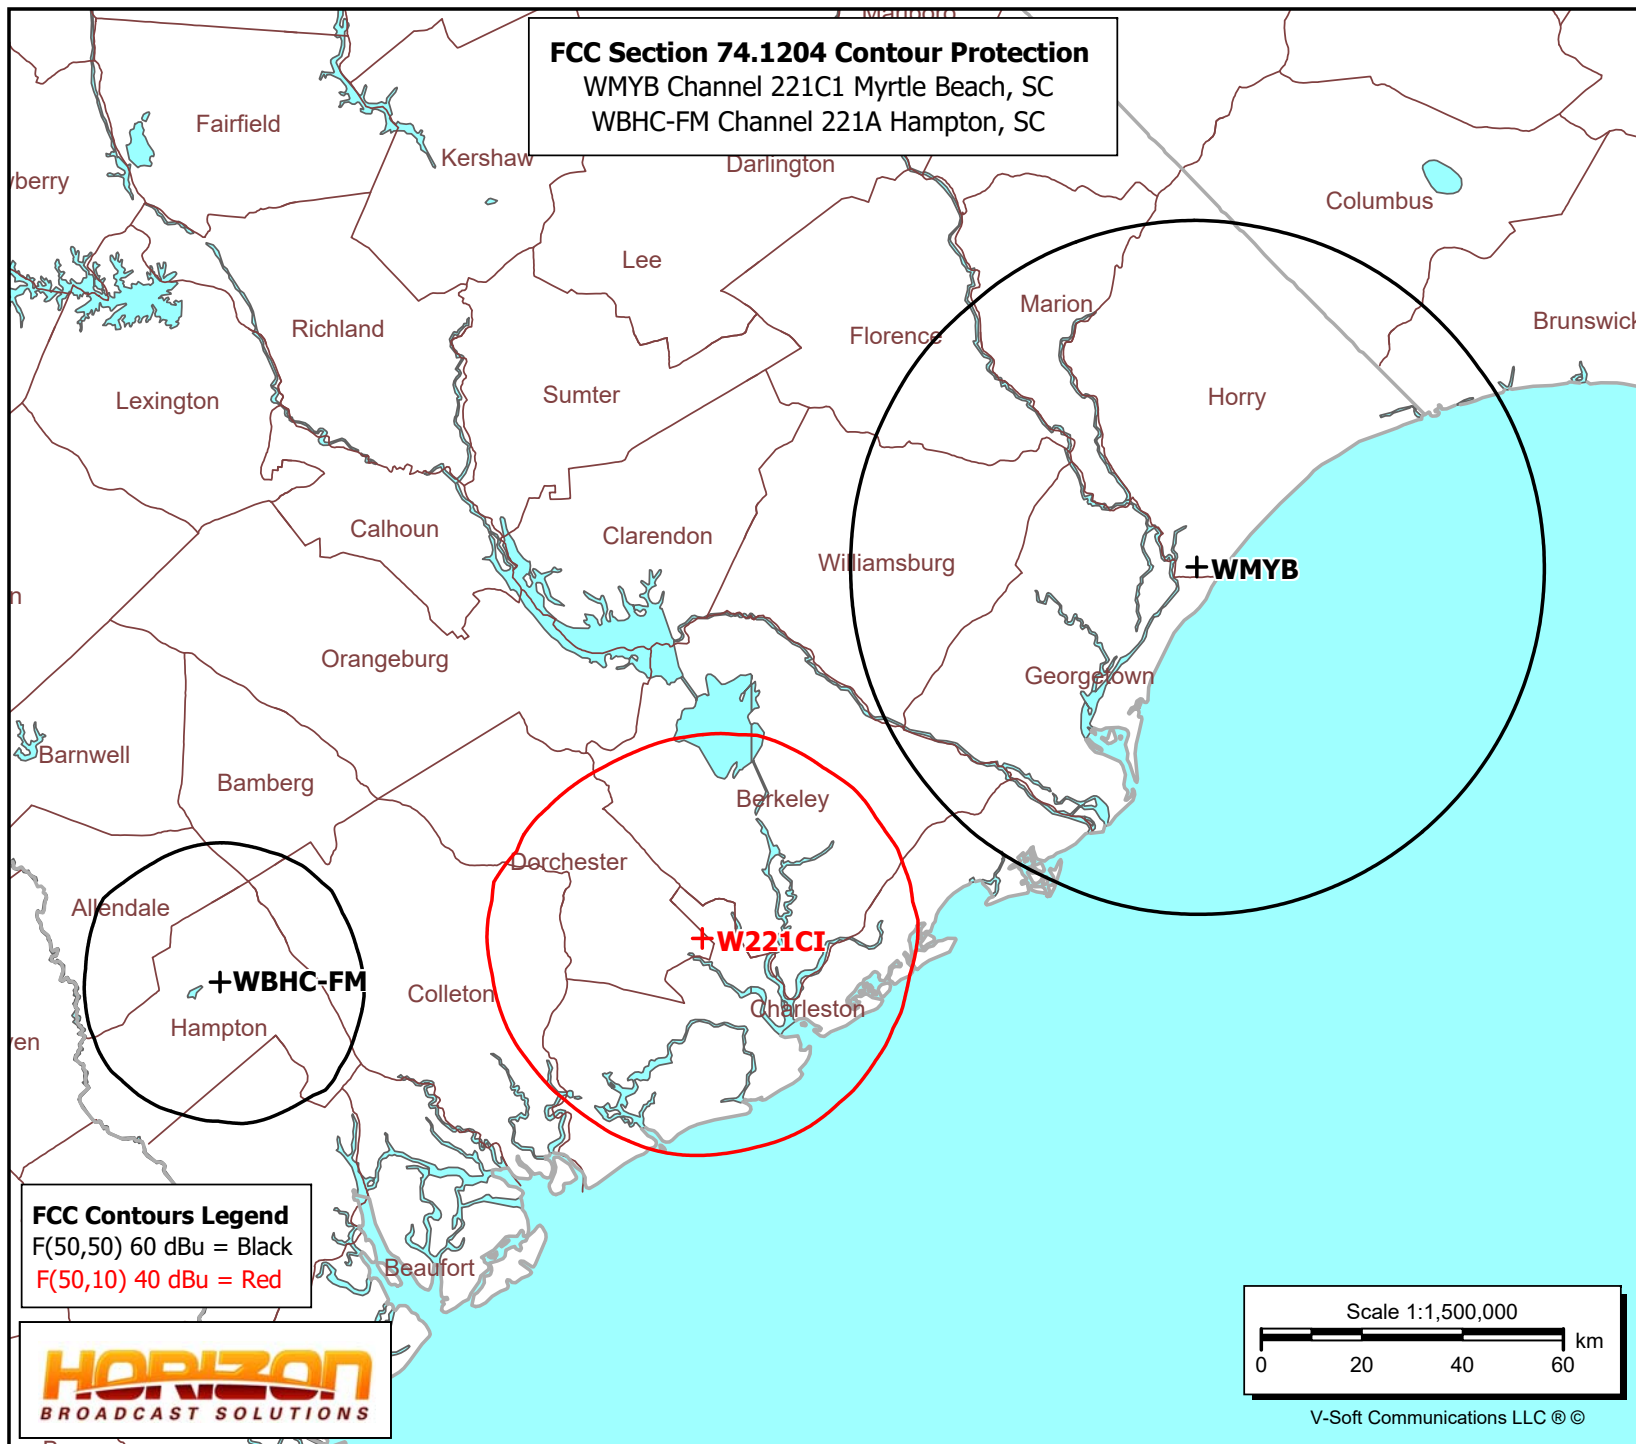 Marlboro
FCC Section 74.1204 Contour Protection
WMYB Channel 221C1 Myrtle Beach, SC
WBHC-FM Channel 221A Hampton, SC
Fairfield
Kershaw
Darlington
Columbus
Lee
Marion
Brunswick
Richland
Florence
Lexington
Sumter
Horry
Calhoun
Clarendon
Williamsburg
WMYB
Orangeburg
Georgetown
Barnwell
Bamberg
Berkeley
Dorchester
Allendale
W221CI
WBHC-FM
Colleton
Charleston
Hampton
FCC Contours Legend
F(50,50) 60 dBu = Black
F(50,10) 40 dBu = Red
Beaufort
HORIZON
BROADCAST SOLUTIONS
Scale 1:1,500,000
km
0 20 40 60
V-Soft Communications LLC ® ©